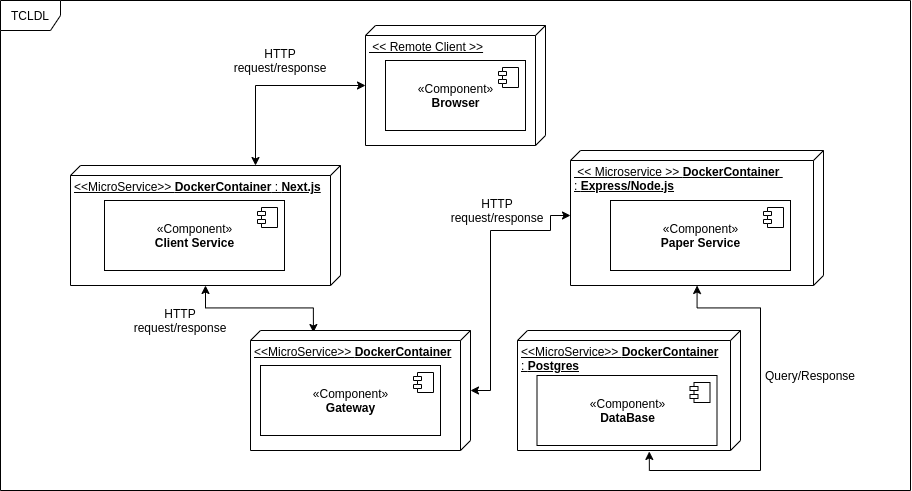 TCLDL
HTTP
request/response
<< Remote Client >>
«Component»
Browser
<<MicroService>> DockerContainer : Next.js
«Component»
Client Service
HTTP
request/response
<< Microservice >> DockerContainer
: Express/Node.js
«Component»
Paper Service
HTTP
request/response
<<MicroService>> DockerContainer
«Component»
Gateway
<<MicroService>> DockerContainer
: Postgres
«Component»
DataBase
Query/Response